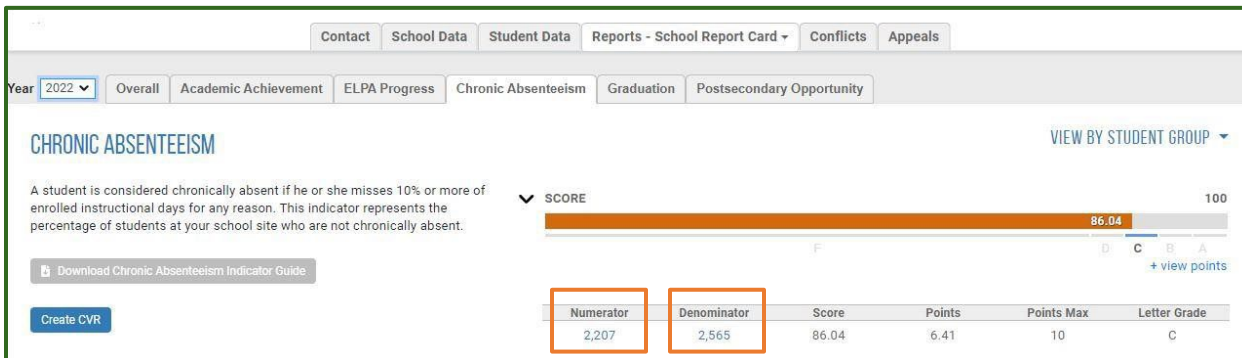 Contact School Data Student Data Reports - School Report Card Conflicts Appeals
Year 2022 Overall Academic Achievement ELPA Progress Chronic Absenteeism Graduation Postsecondary Opportunity
CHRONIC ABSENTEEISM
VIEW BY STUDENT GROUP
A student is considered chronically absent if he or she misses 10% or more of
enrolled instructional days for any reason. This indicator represents the
percentage of students at your school site who are not chronically absent.
Download Chronic Absenteeism Indicator Guide
Create CVR
SCORE 100
86.04
F D C B A
+ view points
Numerator Denominator Score Points Points Max Letter Grade
2,207 2,565 86.04 6.41 10 C